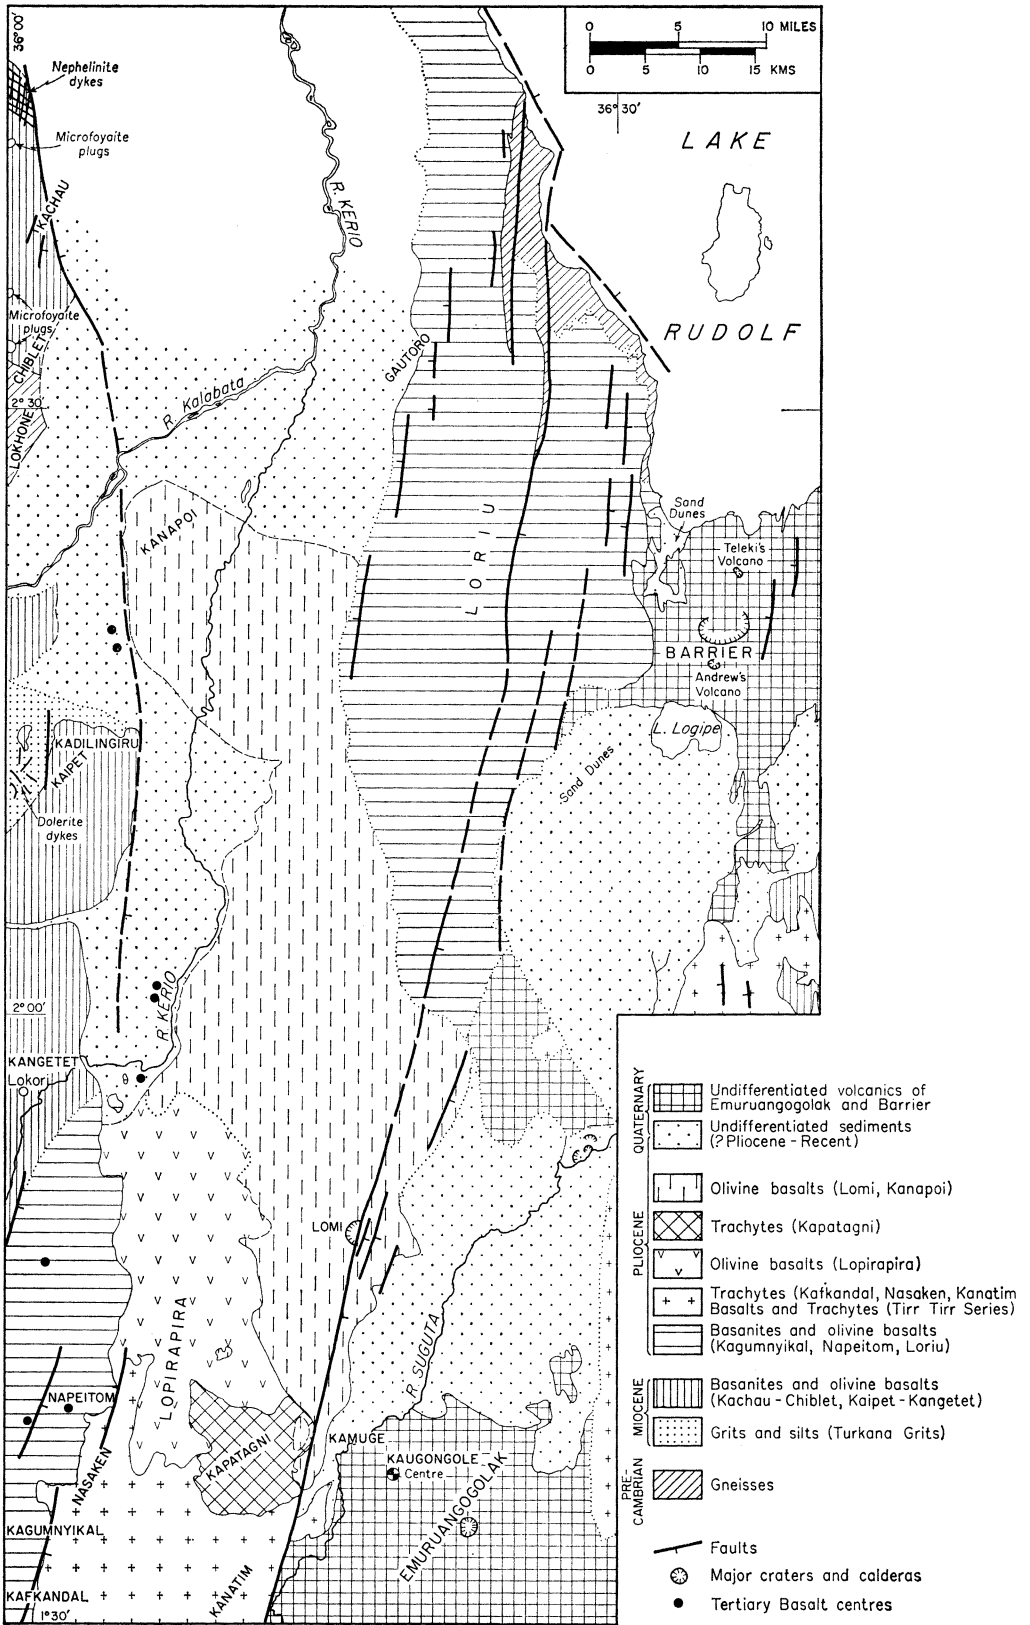 36°00'
0 5 10 MILES
0 5 10 15 KMS
36° 30'
Nephelinite
dykes
Microfoyaite
plugs
KACHAU
R. KERIO
LAKE
RUDOLF
Microfoyaite
plugs
CHIBLET
GAUTORO
R. Kalabata
2° 30'
LOKHONE
KANAPOI
LORIU
Sand
Dunes
Teleki's
Volcano
BARRIER
Andrew's
Volcano
L. Logipe
Sand Dunes
KADILINGIRU
KAIPET
Dolerite
dykes
R. KERIO
2° 00'
KANGETET
Lokori
θ
LOMI
LOPIRAPIRA
R. SUGUTA
NAPEITOM
NASAKEN
KAPATAGNI
KAMUGE
KAUGONGOLE
Centre
EMURUANGOGOLAK
KAGUMNYIKAL
KAFKANDAL
KANATIM
1° 30'
QUATERNARY
Undifferentiated volcanics of
Emuruangogolak and Barrier
Undifferentiated sediments
(?Pliocene - Recent)
PLIOCENE
Olivine basalts (Lomi, Kanapoi)
Trachytes (Kapatagni)
Olivine basalts (Lopirapira)
Trachytes (Kafkandal, Nasaken, Kanatim
Basalts and Trachytes (Tirr Tirr Series)
Basanites and olivine basalts
(Kagumnyikal, Napeitom, Loriu)
MIOCENE
Basanites and olivine basalts
(Kachau - Chiblet, Kaipet - Kangetet)
Grits and silts (Turkana Grits)
PRE-
CAMBRIAN
Gneisses
Faults
Major craters and calderas
Tertiary Basalt centres